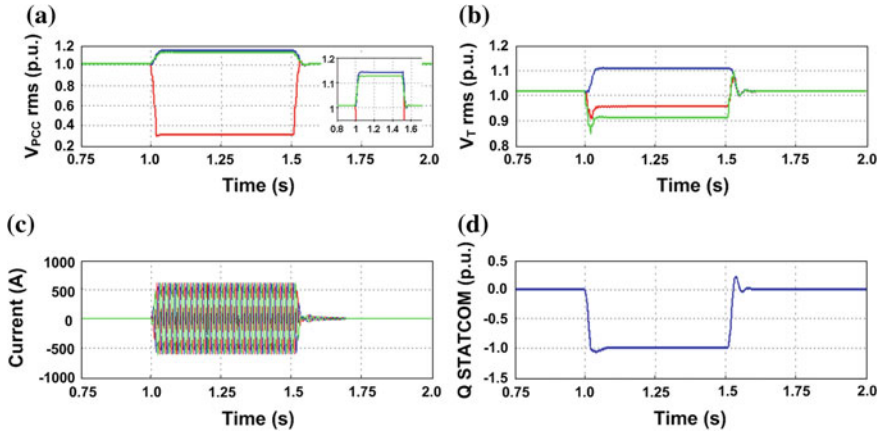 (a)
V_PCC rms (p.u.)
1.2
1.0
0.8
0.6
0.4
0.2
0.75 1.0 1.25 1.5 1.75 2.0
Time (s)
1.2
1.1
1
0.8 1 1.2 1.4 1.6
(b)
V_T rms (p.u.)
1.2
1.1
1.0
0.9
0.8
0.75 1.0 1.25 1.5 1.75 2.0
Time (s)
(c)
Current (A)
1000
500
0
-500
-1000
0.75 1.0 1.25 1.5 1.75 2.0
Time (s)
(d)
Q STATCOM (p.u.)
0.5
0.0
-0.5
-1.0
-1.5
0.75 1.0 1.25 1.5 1.75 2.0
Time (s)